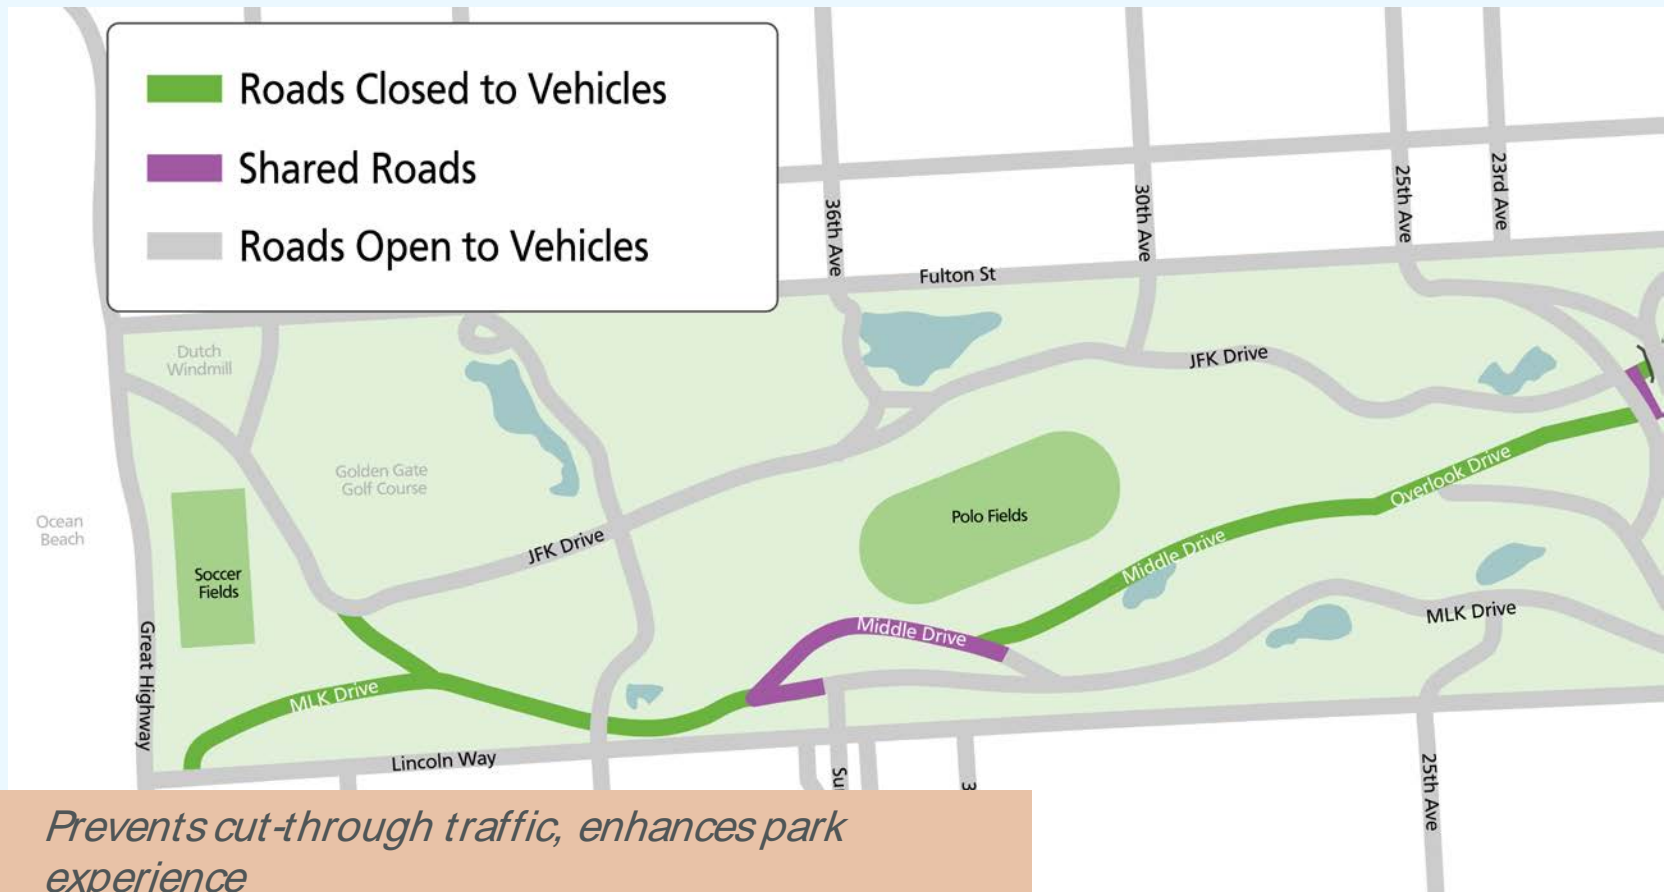 Roads Closed to Vehicles
Shared Roads
Roads Open to Vehicles
36th Ave
30th Ave
25th Ave
23rd Ave
Fulton St
Dutch
Windmill
JFK Drive
Golden Gate
Golf Course
Overlook Drive
Ocean
Beach
Polo Fields
JFK Drive
Middle Drive
Soccer
Fields
MLK Drive
Middle Drive
Great Highway
MLK Drive
Lincoln Way
25th Ave
Prevents cut-through traffic, enhances park
experience